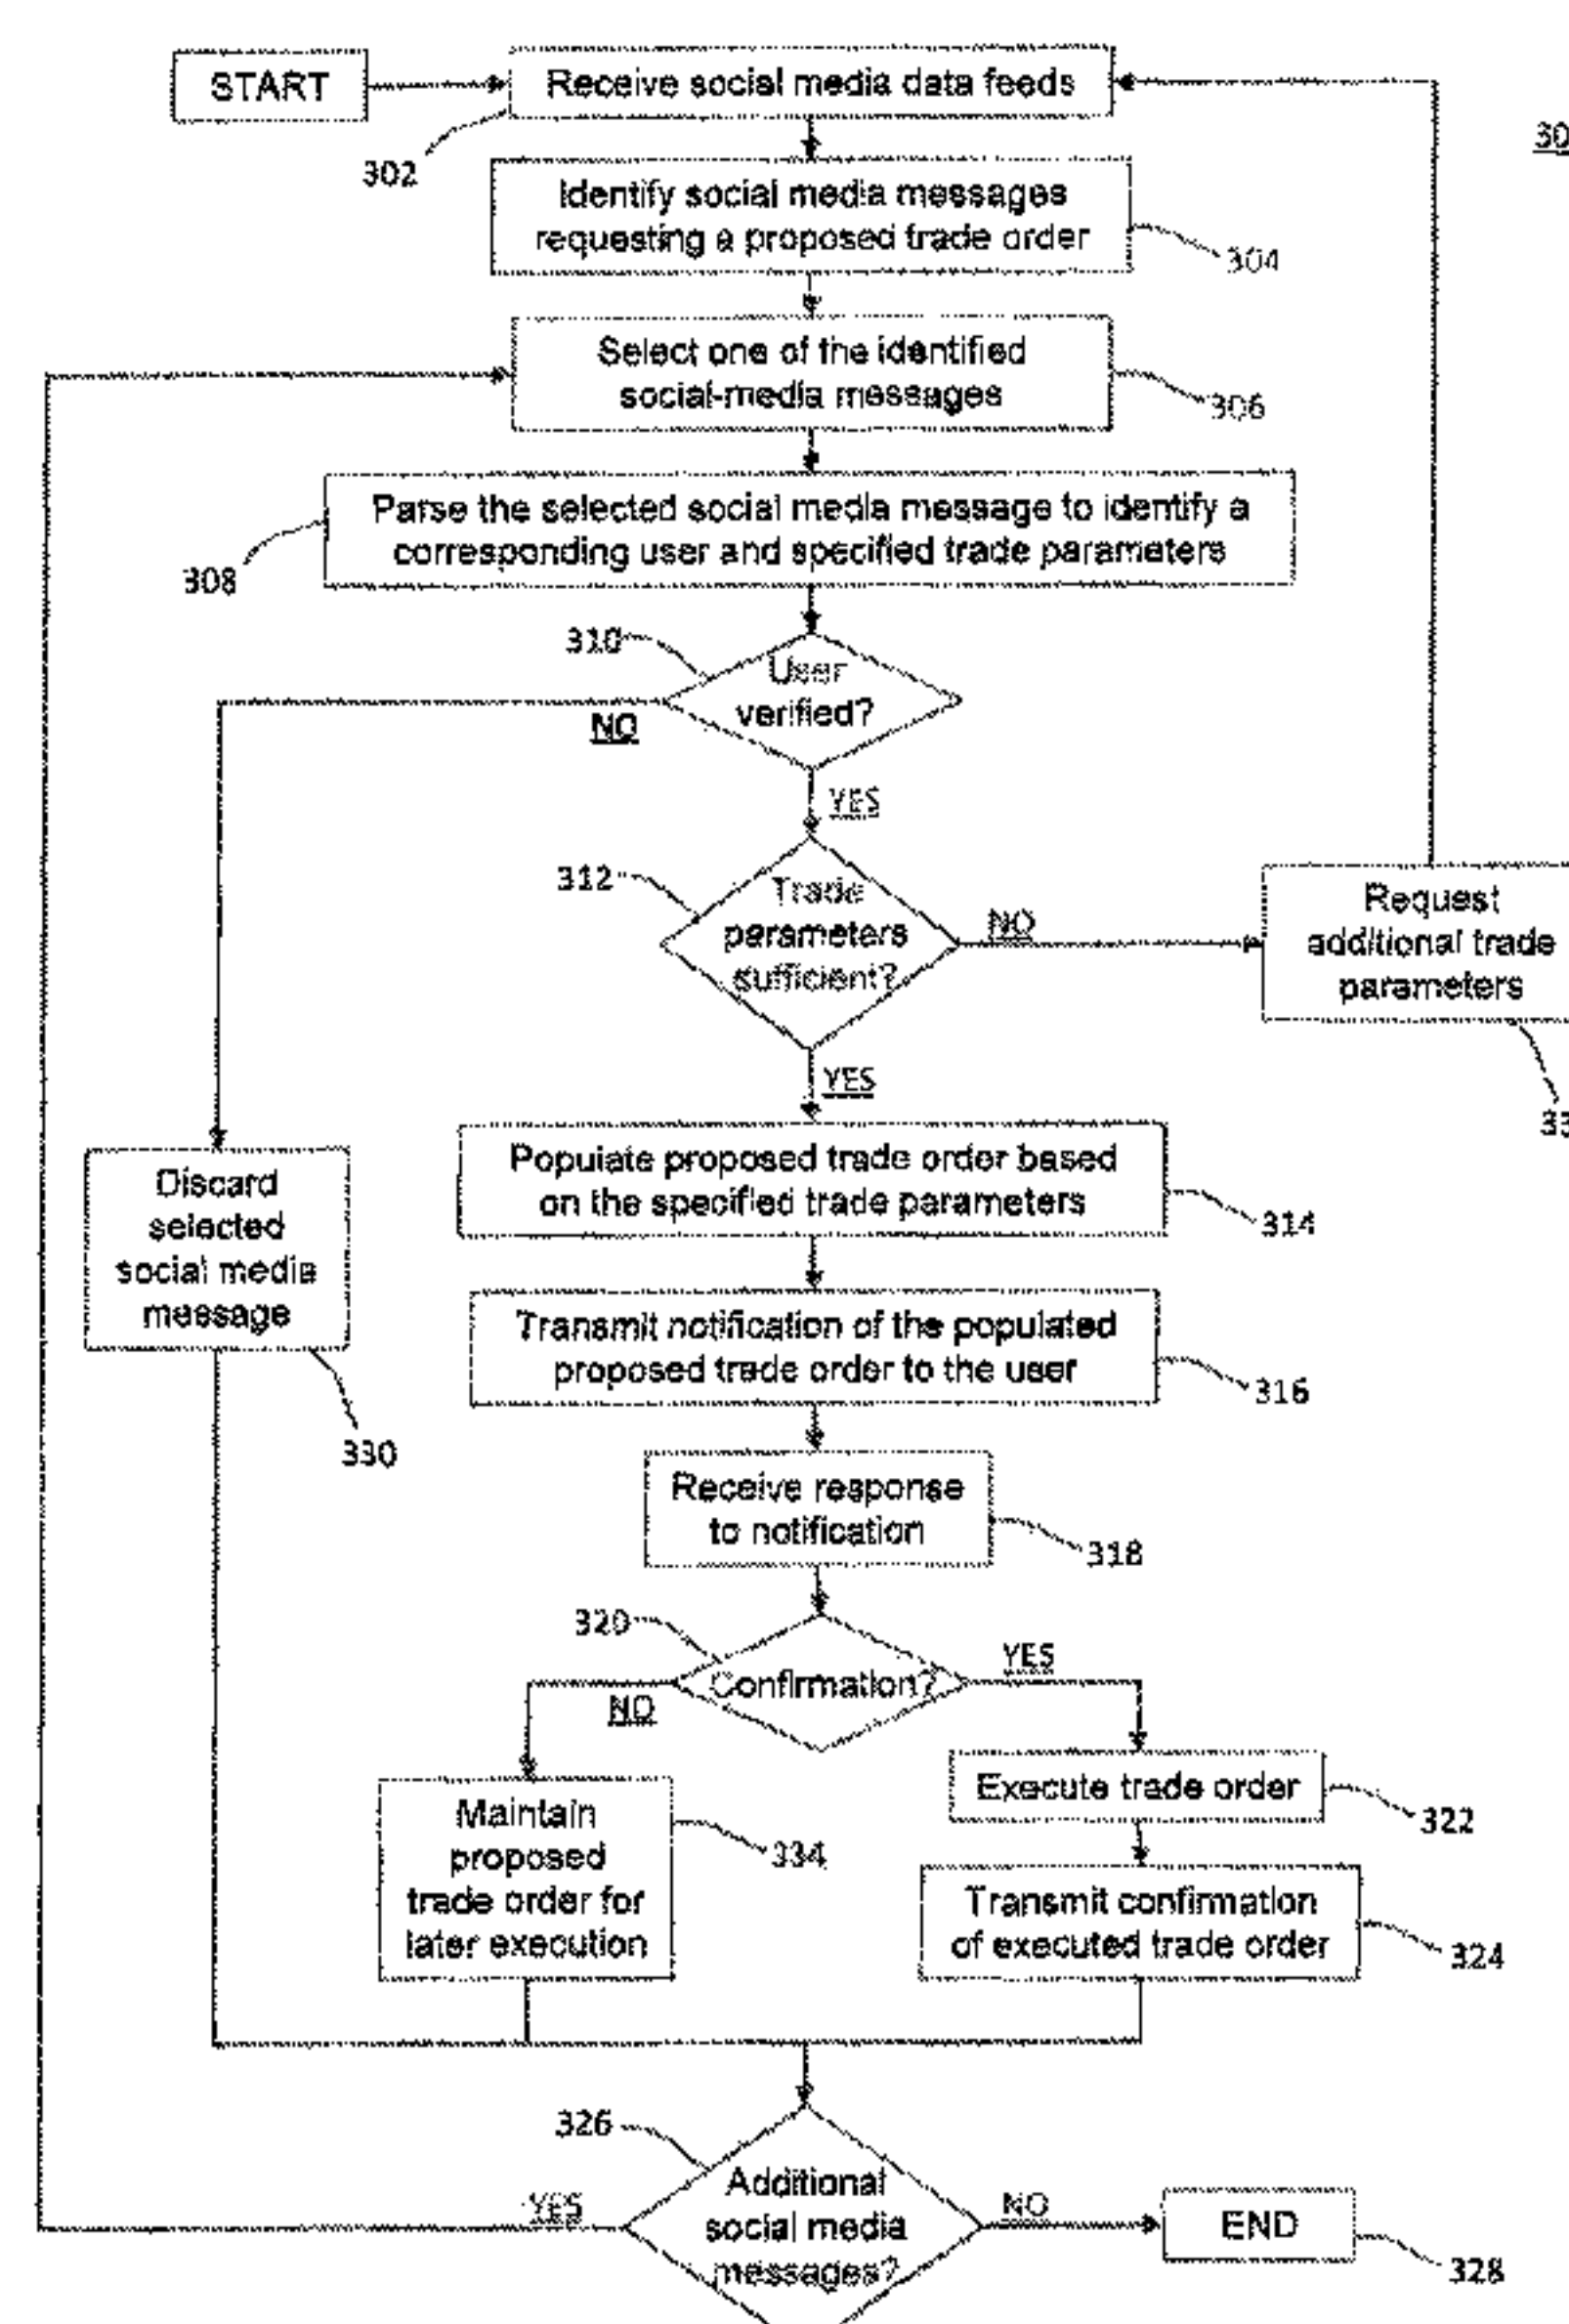 START
Receive social media data feeds
302
Identify social media messages
requesting a proposed trade order
304
Select one of the identified
social-media messages
306
Parse the selected social media message to identify a
corresponding user and specified trade parameters
308
310
User
verified?
NO
YES
312
Trade
parameters
sufficient?
NO
Request
additional trade
parameters
YES
Populate proposed trade order based
on the specified trade parameters
314
Discard
selected
social media
message
330
Transmit notification of the populated
proposed trade order to the user
316
Receive response
to notification
318
320
Confirmation?
YES
NO
Execute trade order
322
Maintain
proposed
trade order for
later execution
334
Transmit confirmation
of executed trade order
324
326
Additional
social media
messages?
YES
NO
END
328